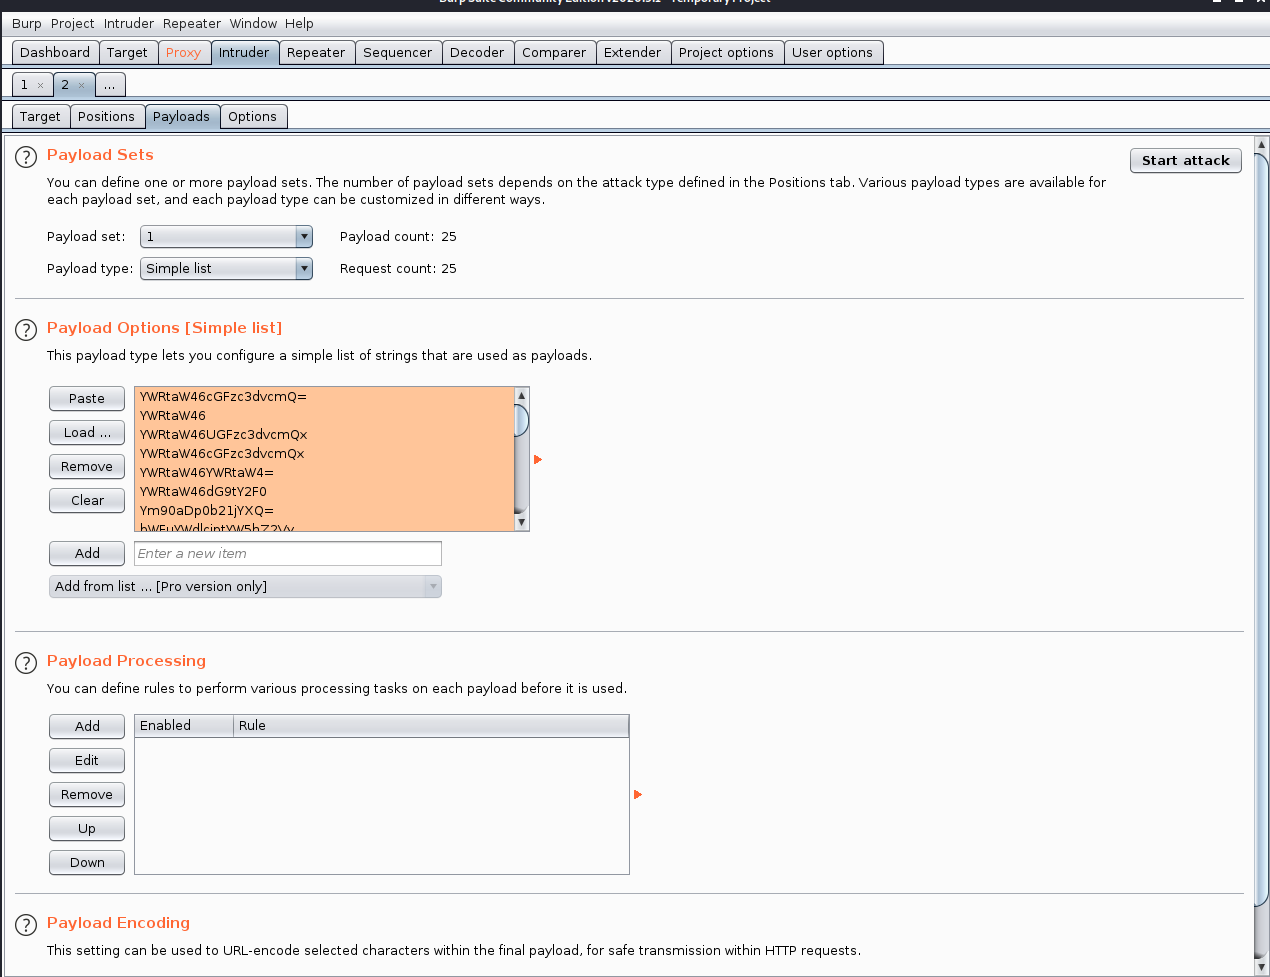 Burp Project Intruder Repeater Window Help
Dashboard Target Proxy Intruder Repeater Sequencer Decoder Comparer Extender Project options User options
1 × 2 × ...
Target Positions Payloads Options
? Payload Sets
Start attack
You can define one or more payload sets. The number of payload sets depends on the attack type defined in the Positions tab. Various payload types are available for
each payload set, and each payload type can be customized in different ways.
Payload set: 1 Payload count: 25
Payload type: Simple list Request count: 25
? Payload Options [Simple list]
This payload type lets you configure a simple list of strings that are used as payloads.
Paste
Load ...
Remove
Clear
YWRtaW46cGFzc3dvcmQ=
YWRtaW46
YWRtaW46UGFzc3dvcmQx
YWRtaW46cGFzc3dvcmQx
YWRtaW46YWRtaW4=
YWRtaW46dG9tY2F0
Ym90aDp0b21jYXQ=
Add Enter a new item
Add from list ... [Pro version only]
? Payload Processing
You can define rules to perform various processing tasks on each payload before it is used.
Add
Edit
Remove
Up
Down
Enabled Rule
? Payload Encoding
This setting can be used to URL-encode selected characters within the final payload, for safe transmission within HTTP requests.